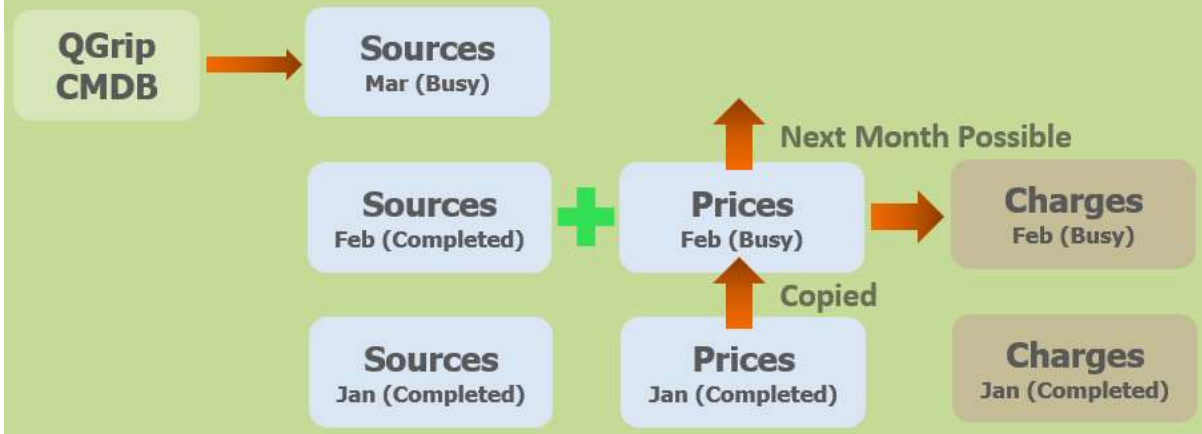 QGrip
CMDB
Sources
Mar (Busy)
Next Month Possible
Sources
Feb (Completed)
Prices
Feb (Busy)
Charges
Feb (Busy)
Copied
Sources
Jan (Completed)
Prices
Jan (Completed)
Charges
Jan (Completed)